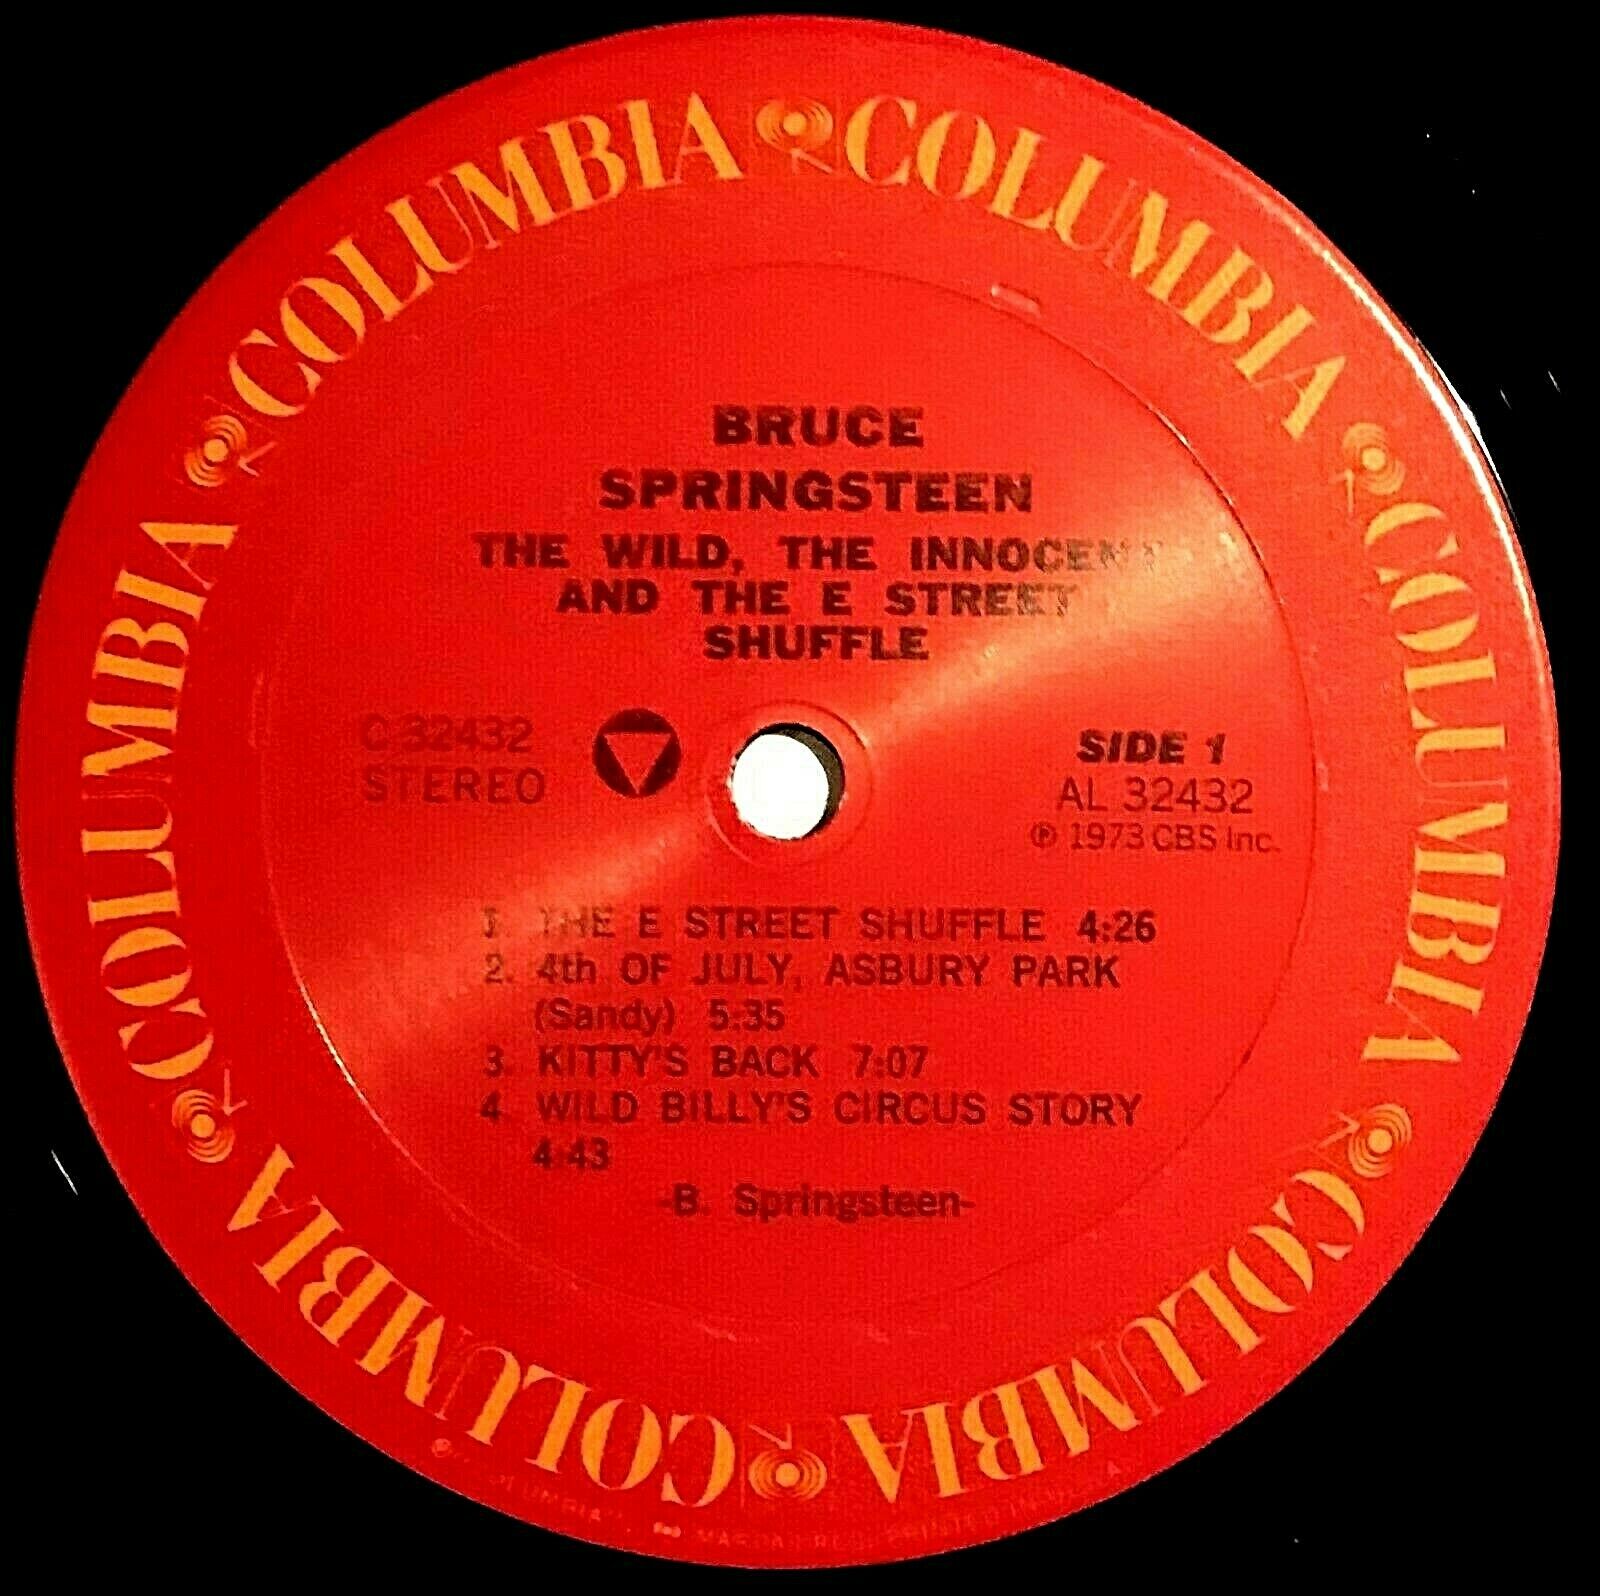 COLUMBIA COLUMBIA COLUMBIA COLUMBIA COLUMBIA COLUMBIA
BRUCE
SPRINGSTEEN
THE WILD, THE INNOCENT
AND THE E STREET
SHUFFLE
C 32432
STEREO
SIDE 1
AL 32432
℗ 1973 CBS Inc.
1. THE E STREET SHUFFLE 4:26
2. 4th OF JULY, ASBURY PARK
(Sandy) 5:35
3. KITTY'S BACK 7:07
4. WILD BILLY'S CIRCUS STORY
4:43
-B. Springsteen-